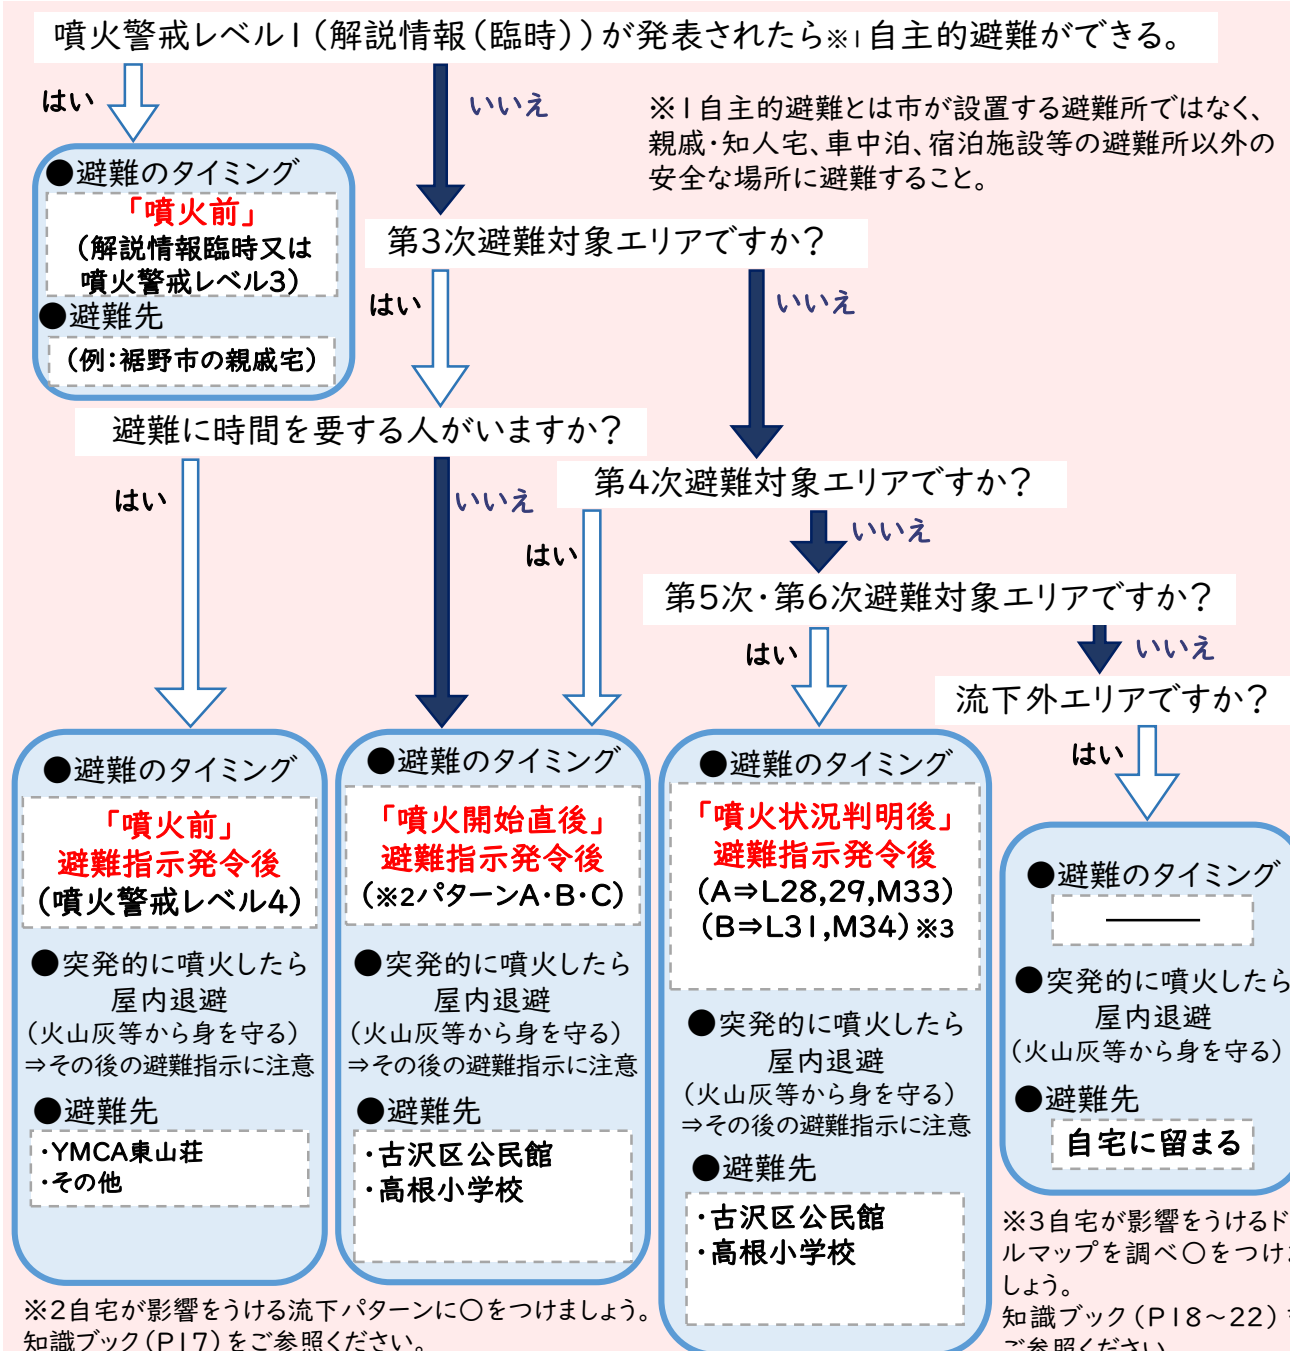 噴火警戒レベル1（解説情報（臨時））が発表されたら※1自主的避難ができる。
はい
いいえ
※1自主的避難とは市が設置する避難所ではなく、
親戚・知人宅、車中泊、宿泊施設等の避難所以外の
安全な場所に避難すること。
●避難のタイミング
「噴火前」
（解説情報臨時又は
噴火警戒レベル3）
●避難先
（例：裾野市の親戚宅）
第3次避難対象エリアですか？
はい
いいえ
避難に時間を要する人がいますか？
はい
いいえ
第4次避難対象エリアですか？
はい
いいえ
第5次・第6次避難対象エリアですか？
はい
いいえ
流下外エリアですか？
はい
●避難のタイミング
「噴火前」
避難指示発令後
（噴火警戒レベル4）
●突発的に噴火したら
屋内退避
（火山灰等から身を守る）
⇒その後の避難指示に注意
●避難先
・YMCA東山荘
・その他
●避難のタイミング
「噴火開始直後」
避難指示発令後
（※2パターンA・B・C）
●突発的に噴火したら
屋内退避
（火山灰等から身を守る）
⇒その後の避難指示に注意
●避難先
・古沢区公民館
・高根小学校
●避難のタイミング
「噴火状況判明後」
避難指示発令後
（A⇒L28,29,M33）
（B⇒L31,M34）※3
●突発的に噴火したら
屋内退避
（火山灰等から身を守る）
⇒その後の避難指示に注意
●避難先
・古沢区公民館
・高根小学校
●避難のタイミング
―――
●突発的に噴火したら
屋内退避
（火山灰等から身を守る）
●避難先
自宅に留まる
※2自宅が影響をうける流下パターンに〇をつけましょう。
知識ブック（P17）をご参照ください。
※3自宅が影響をうけるド
ルマップを調べ〇をつけま
しょう。
知識ブック（P18～22）
ご参照ください